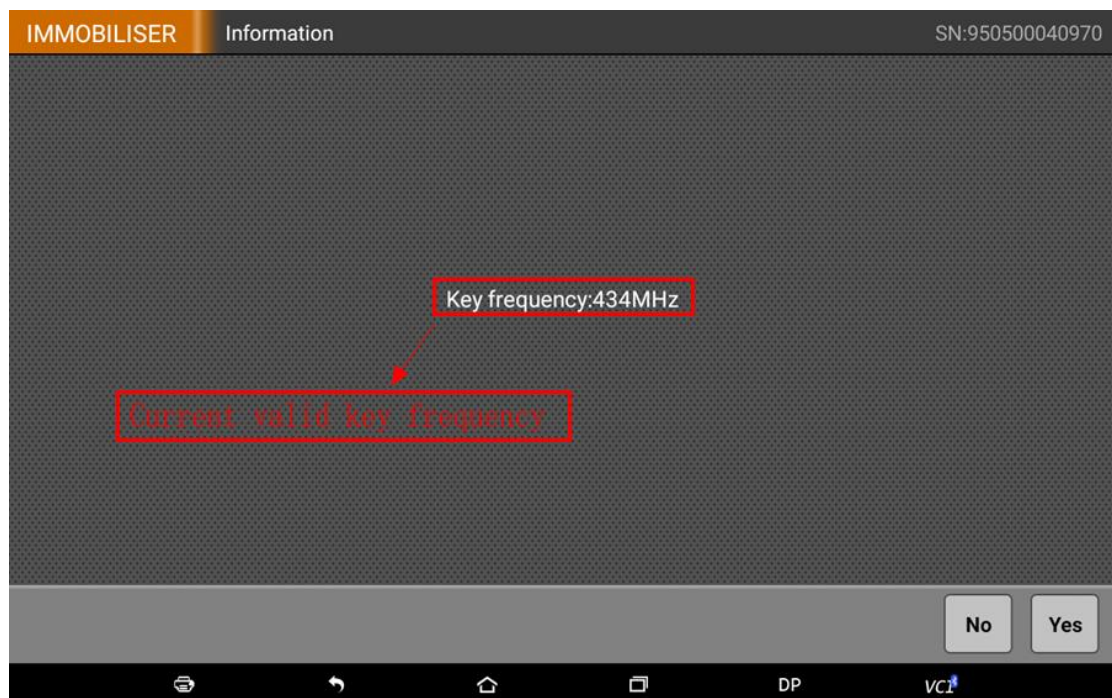 IMMOBILISER Information SN:950500040970
Key frequency:434MHz
Current valid key frequency
No Yes
DP VCI